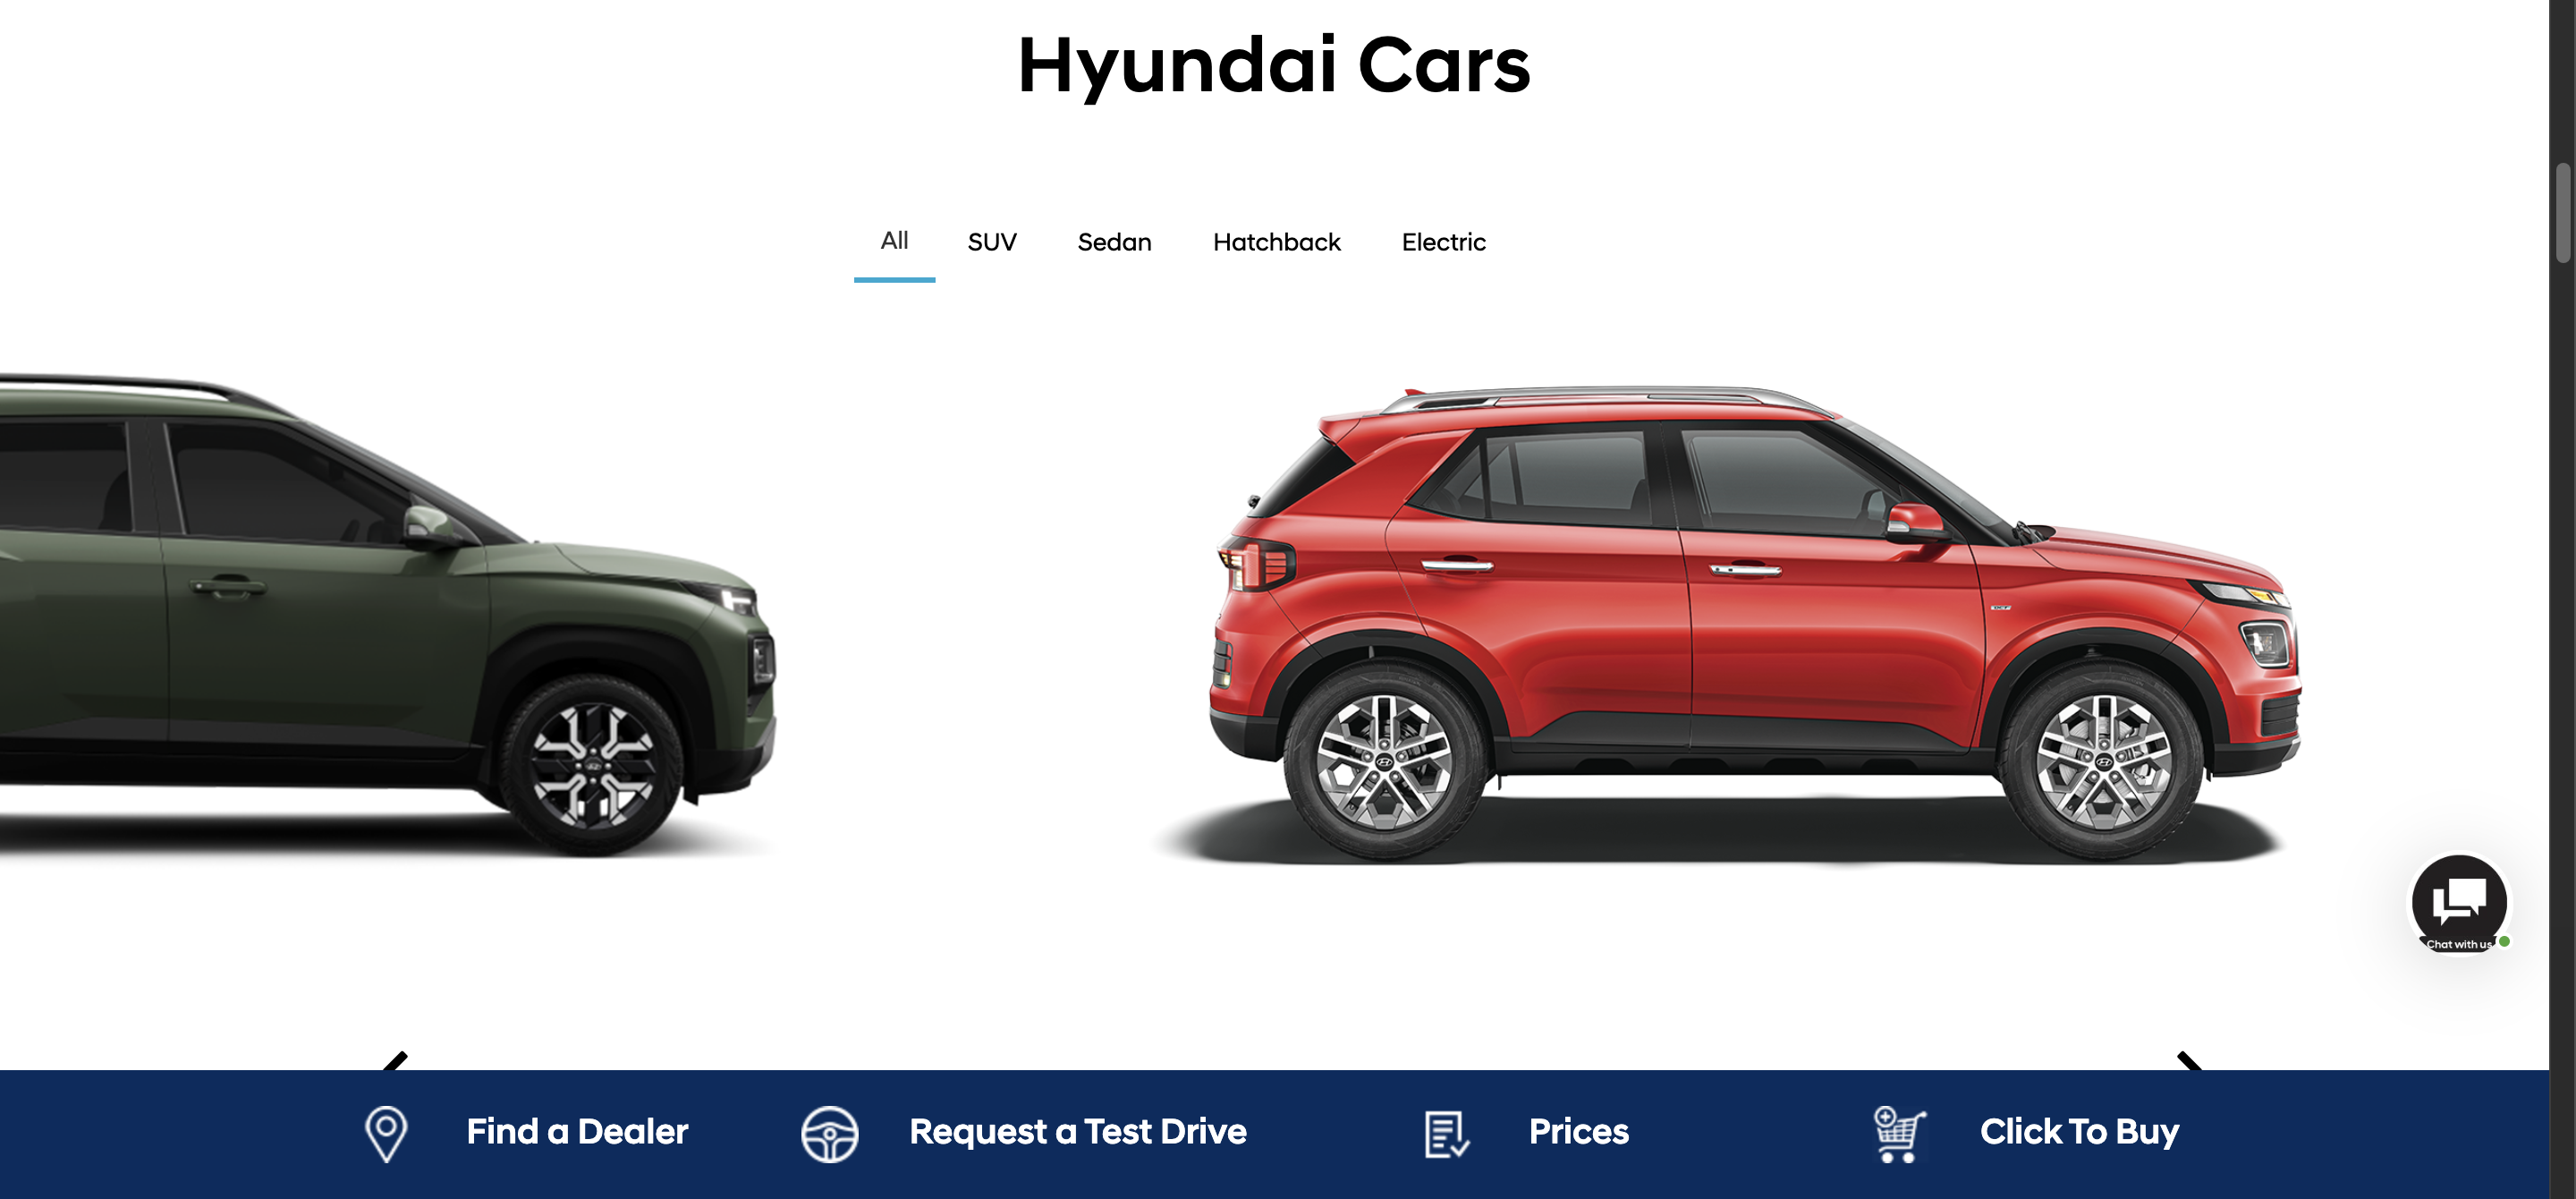 Hyundai Cars
All SUV Sedan Hatchback Electric
Chat with us
Find a Dealer Request a Test Drive Prices Click To Buy